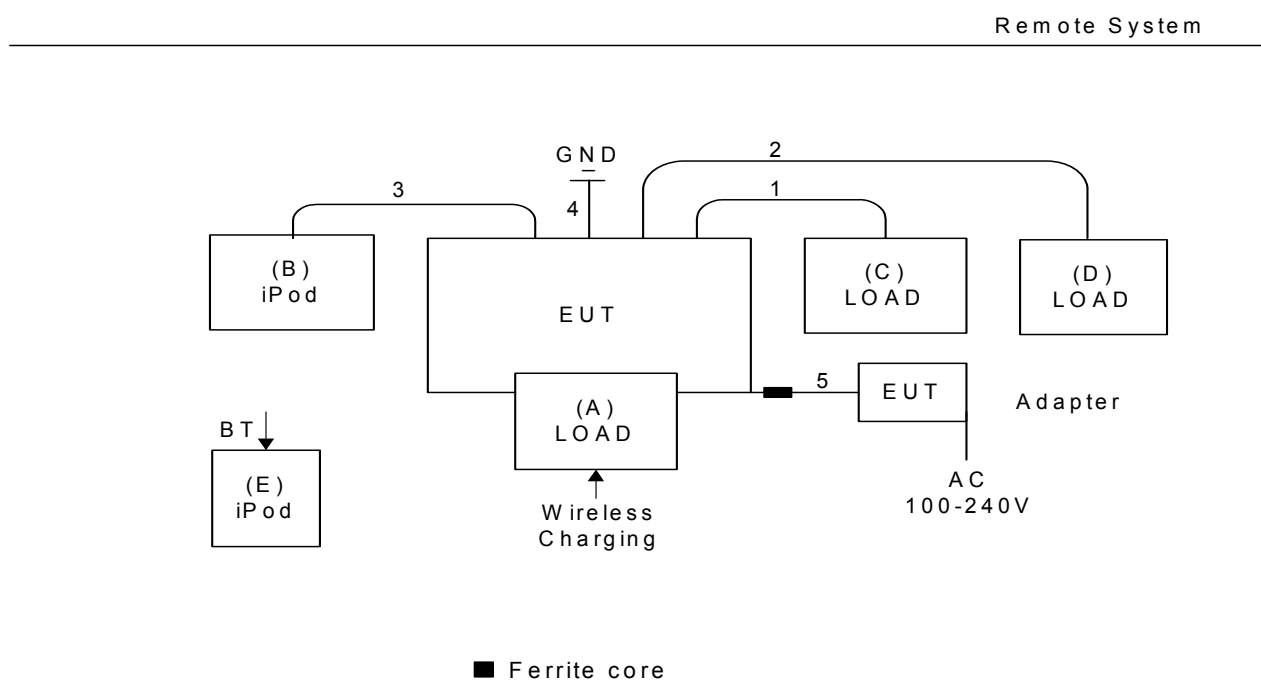 Remote System
GND
2
3
1
4
(B)
iPod
(C)
LOAD
(D)
LOAD
EUT
5
EUT
Adapter
(A)
LOAD
BT
(E)
iPod
AC
100-240V
Wireless
Charging
Ferrite core